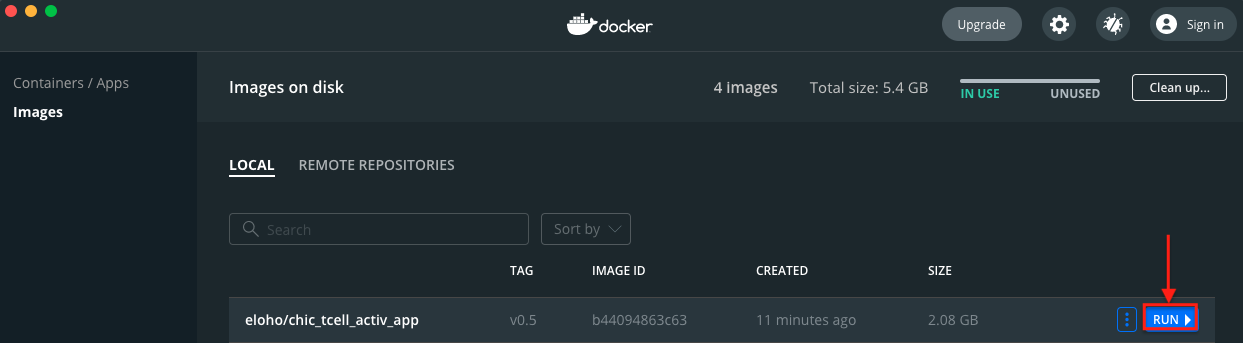 docker
Upgrade
Sign in
Containers / Apps
Images
Images on disk
4 images
Total size: 5.4 GB
IN USE
UNUSED
Clean up...
LOCAL
REMOTE REPOSITORIES
Search
Sort by
TAG
IMAGE ID
CREATED
SIZE
eloho/chic_tcell_activ_app
v0.5
b44094863c63
11 minutes ago
2.08 GB
RUN